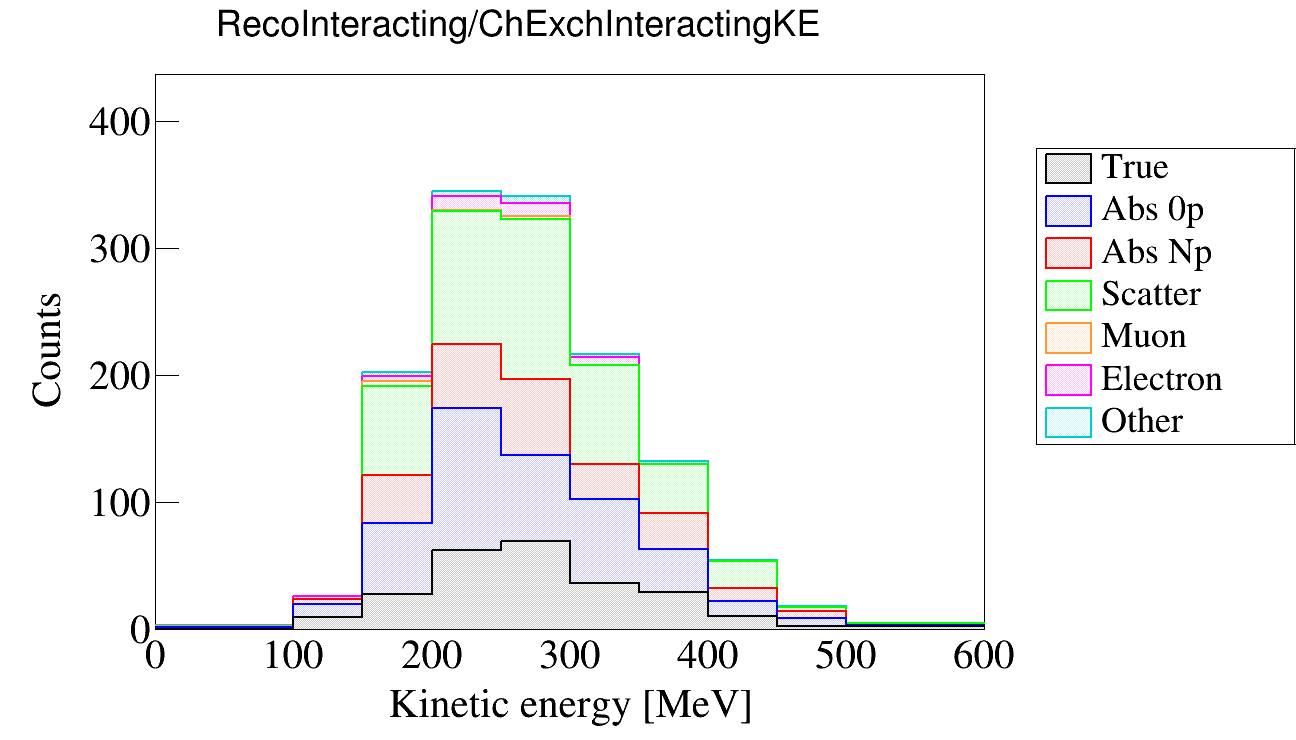 RecoInteracting/ChExchInteractingKE
400
300
200
100
0
Counts
0 100 200 300 400 500 600
Kinetic energy [MeV]
True
Abs 0p
Abs Np
Scatter
Muon
Electron
Other